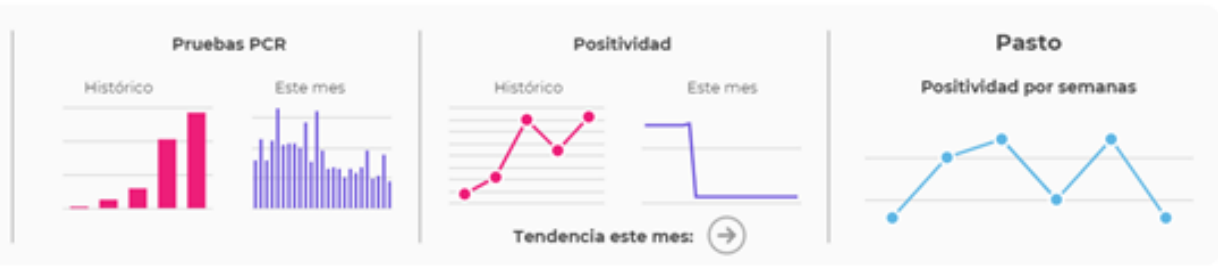 Pruebas PCR
Histórico
Este mes
Positividad
Histórico
Este mes
Tendencia este mes:
Pasto
Positividad por semanas